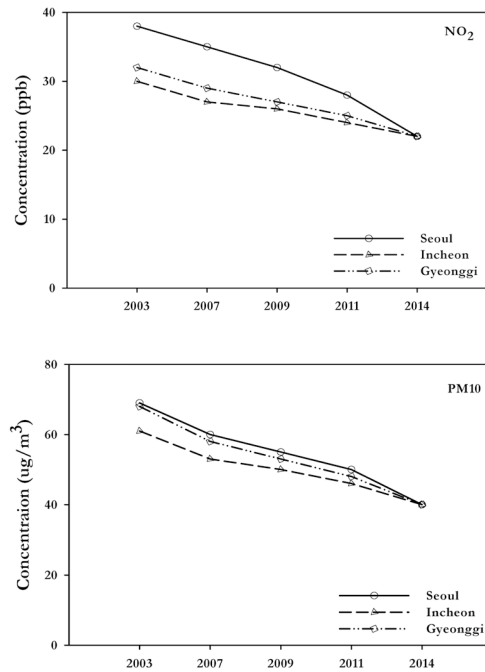 NO2
Concentration (ppb)
40
30
20
10
0
Seoul
Incheon
Gyeonggi
2003 2007 2009 2011 2014
PM10
Concentraion (ug/m3)
80
60
40
20
0
Seoul
Incheon
Gyeonggi
2003 2007 2009 2011 2014